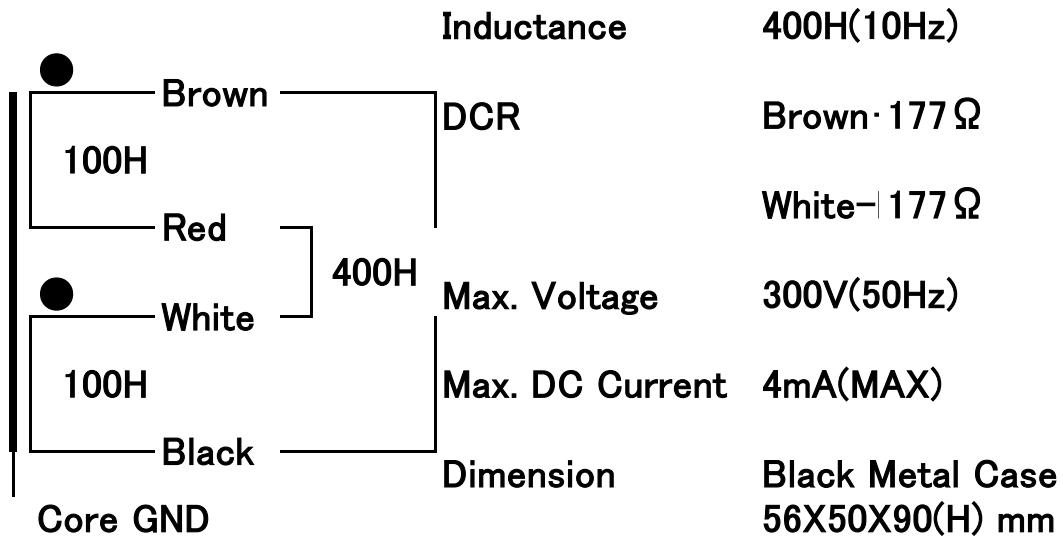 Inductance 400H(10Hz)
Brown
DCR Brown· 177Ω
100H
White- 177Ω
Red
400H
Max. Voltage 300V(50Hz)
White
100H
Max. DC Current 4mA(MAX)
Black
Dimension Black Metal Case
Core GND
56X50X90(H) mm